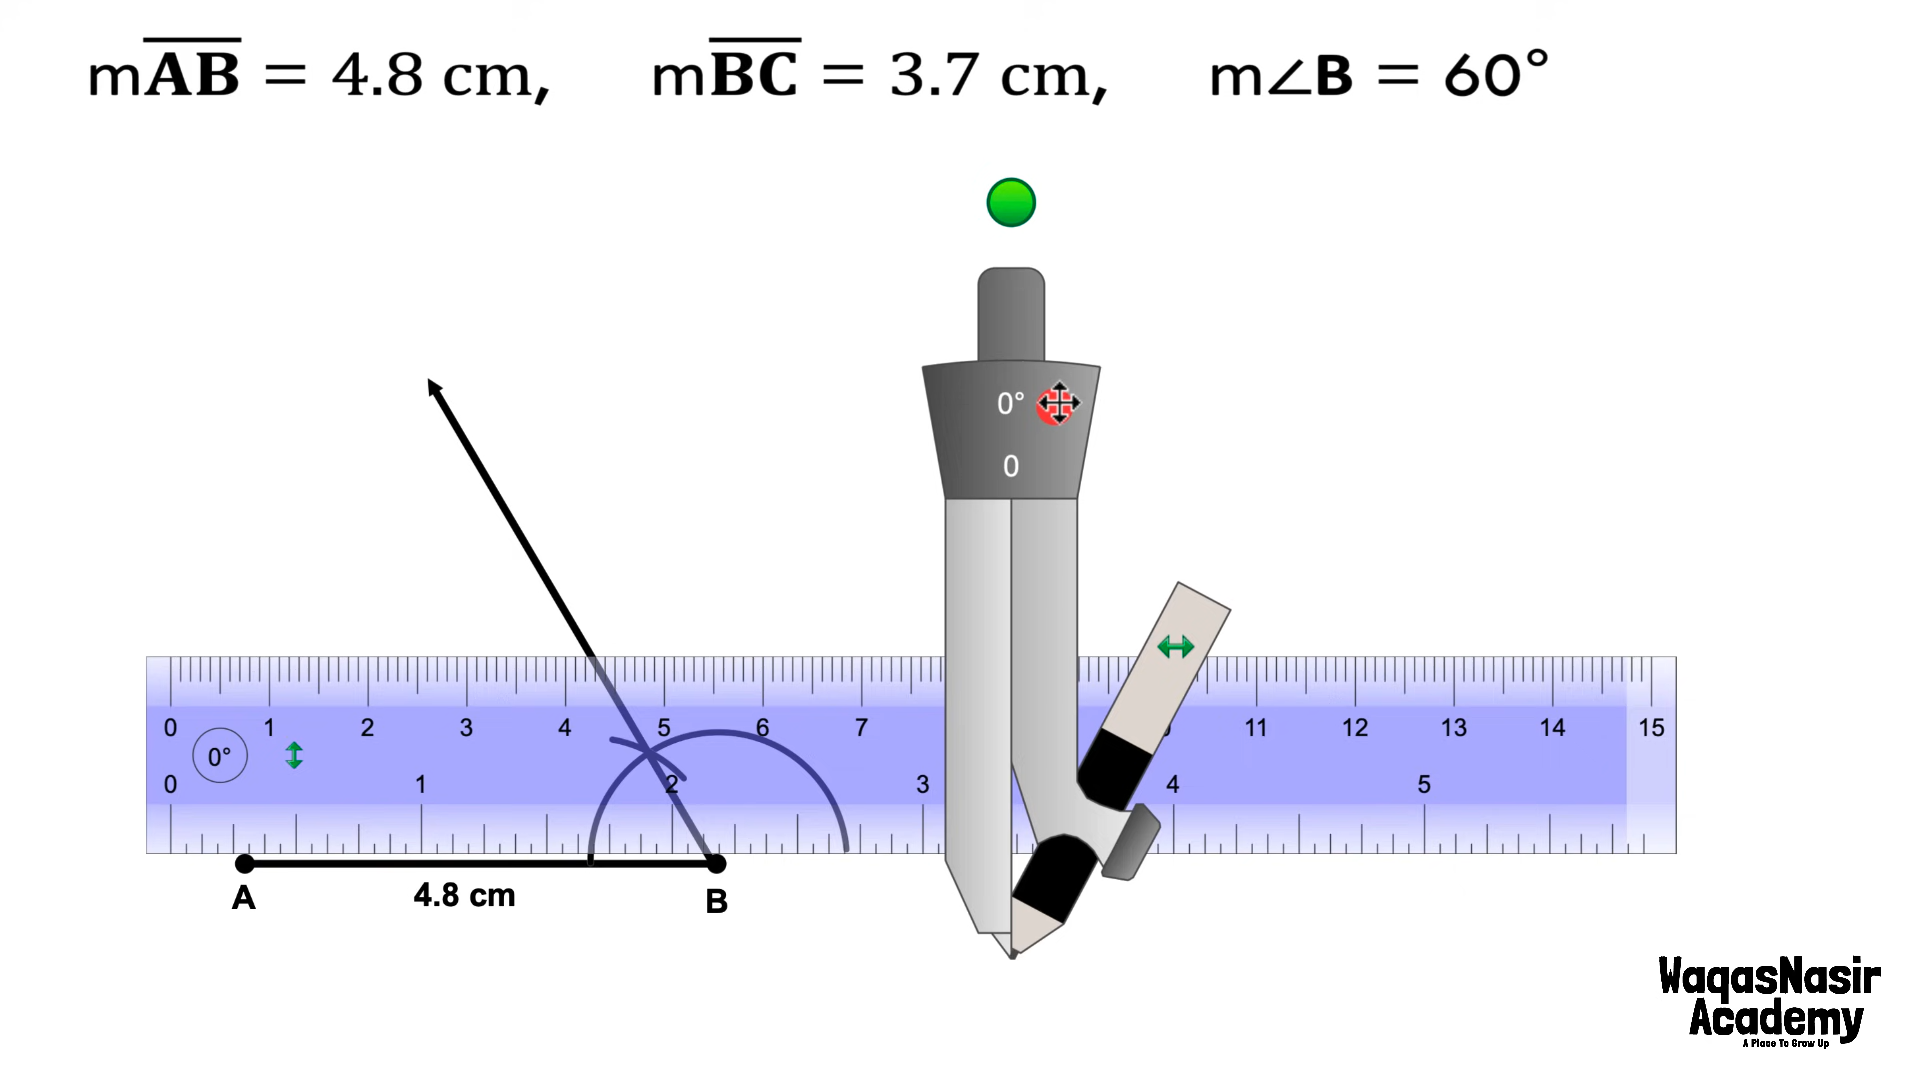 mAB = 4.8 cm, mBC = 3.7 cm, m∠B = 60°
0°
0
0 1 2 3 4 5 6 7 11 12 13 14 15
0°
0 1 2 3 4 5
A 4.8 cm B
WaqasNasir
Academy
A Place To Grow Up